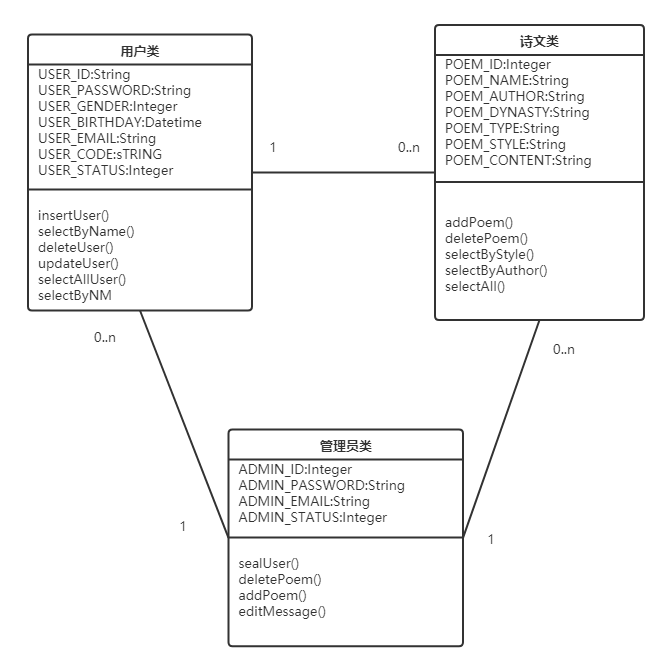 用户类
USER_ID:String
USER_PASSWORD:String
USER_GENDER:Integer
USER_BIRTHDAY:Datetime
USER_EMAIL:String
USER_CODE:sTRING
USER_STATUS:Integer
insertUser()
selectByName()
deleteUser()
updateUser()
selectAllUser()
selectByNM
1
0..n
诗文类
POEM_ID:Integer
POEM_NAME:String
POEM_AUTHOR:String
POEM_DYNASTY:String
POEM_TYPE:String
POEM_STYLE:String
POEM_CONTENT:String
addPoem()
deletePoem()
selectByStyle()
selectByAuthor()
selectAll()
0..n
0..n
管理员类
ADMIN_ID:Integer
ADMIN_PASSWORD:String
ADMIN_EMAIL:String
ADMIN_STATUS:Integer
1
1
sealUser()
deletePoem()
addPoem()
editMessage()